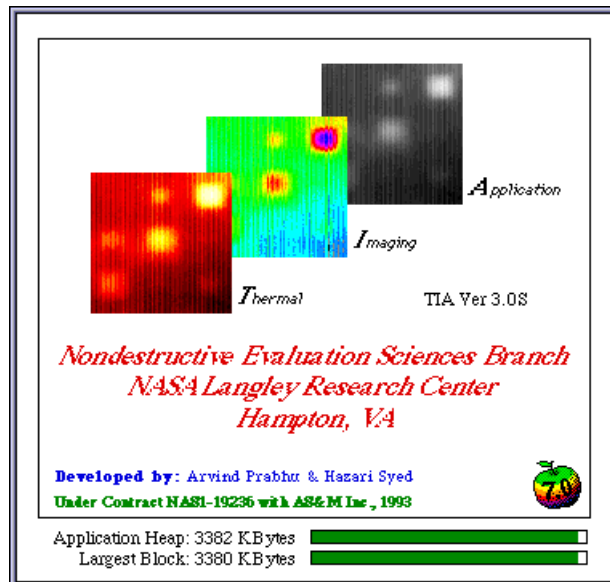 Application
Imaging
Thermal
TIA Ver 3.0S
Nondestructive Evaluation Sciences Branch
NASA Langley Research Center
Hampton, VA
Developed by: Arvind Prabhu & Hazari Syed
Under Contract NAS1-19236 with AS&M Inc., 1993
7.0
Application Heap: 3382 KBytes
Largest Block: 3380 KBytes